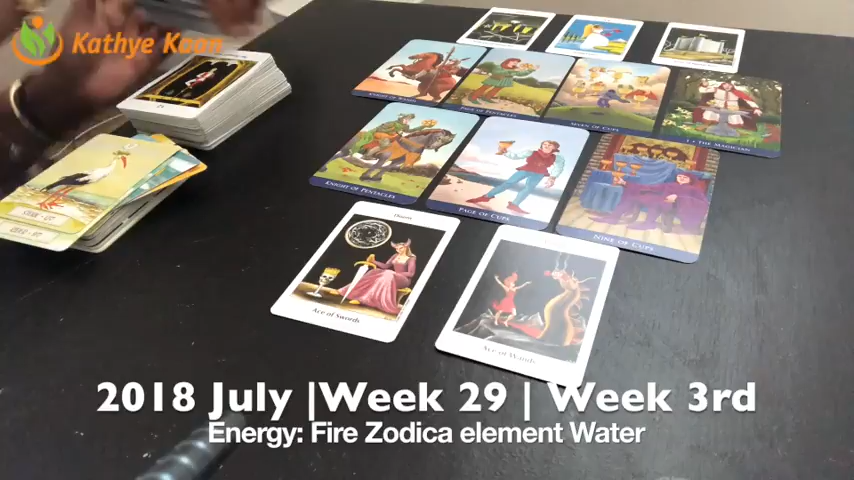 Kathye Kaan
KNIGHT OF WANDS
PAGE OF PENTACLES
SEVEN OF CUPS
I • THE MAGICIAN
KNIGHT OF PENTACLES
PAGE OF CUPS
NINE OF CUPS
Ace of Swords
Ace of Wands
2018 July |Week 29 | Week 3rd
Energy: Fire Zodica element Water